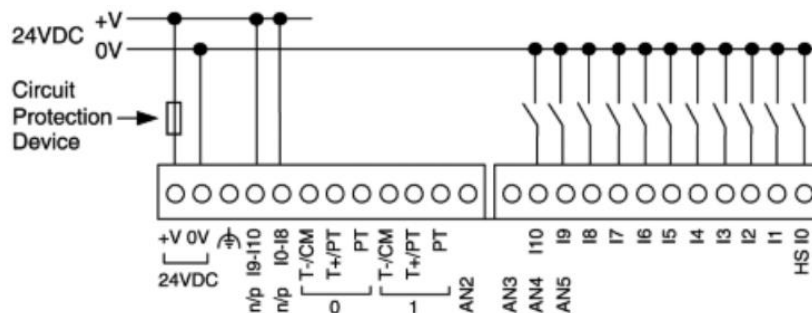 +V
24VDC
0V
Circuit
Protection
Device
+V 0V I9-I10 I0-I8 T-/CM T+/PT PT T-/CM T+/PT PT I10 I9 I8 I7 I6 I5 I4 I3 I2 I1 HS I0
24VDC n/p n/p 0 1 AN2 AN3 AN4 AN5